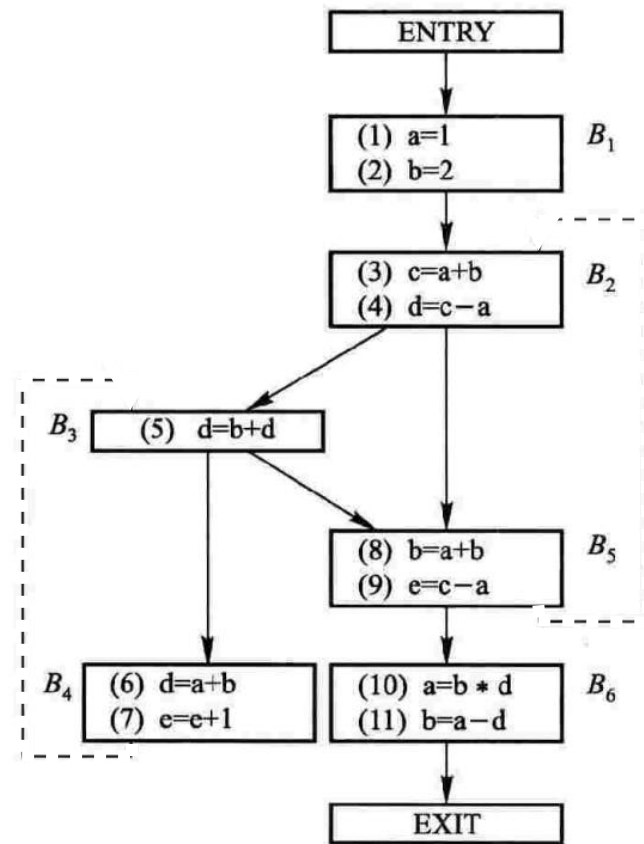 ENTRY
(1) a=1
(2) b=2
B₁
(3) c=a+b
(4) d=c−a
B₂
B₃
(5) d=b+d
(8) b=a+b
(9) e=c−a
B₅
B₄
(6) d=a+b
(7) e=e+1
(10) a=b * d
(11) b=a−d
B₆
EXIT